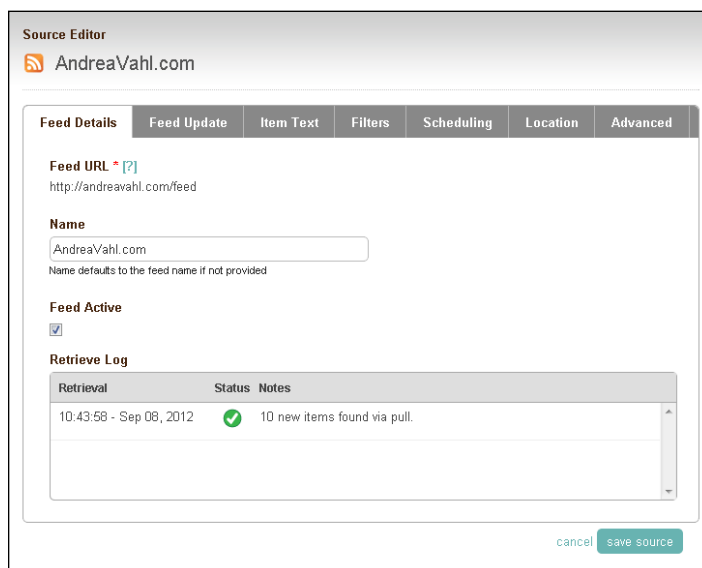 Source Editor
AndreaVahl.com
Feed Details Feed Update Item Text Filters Scheduling Location Advanced
Feed URL * [?]
http://andreavahl.com/feed
Name
AndreaVahl.com
Name defaults to the feed name if not provided
Feed Active
Retrieve Log
Retrieval Status Notes
10:43:58 - Sep 08, 2012 10 new items found via pull.
cancel save source